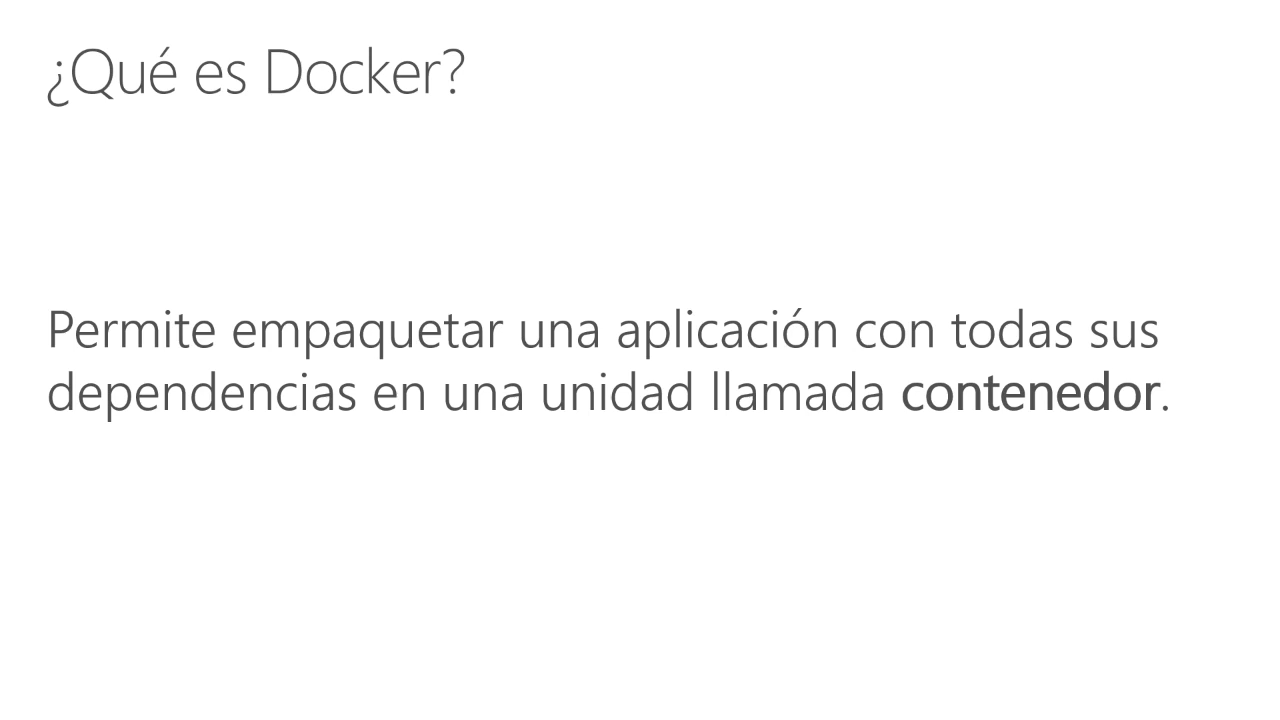 ¿Qué es Docker?
Permite empaquetar una aplicación con todas sus
dependencias en una unidad llamada contenedor.